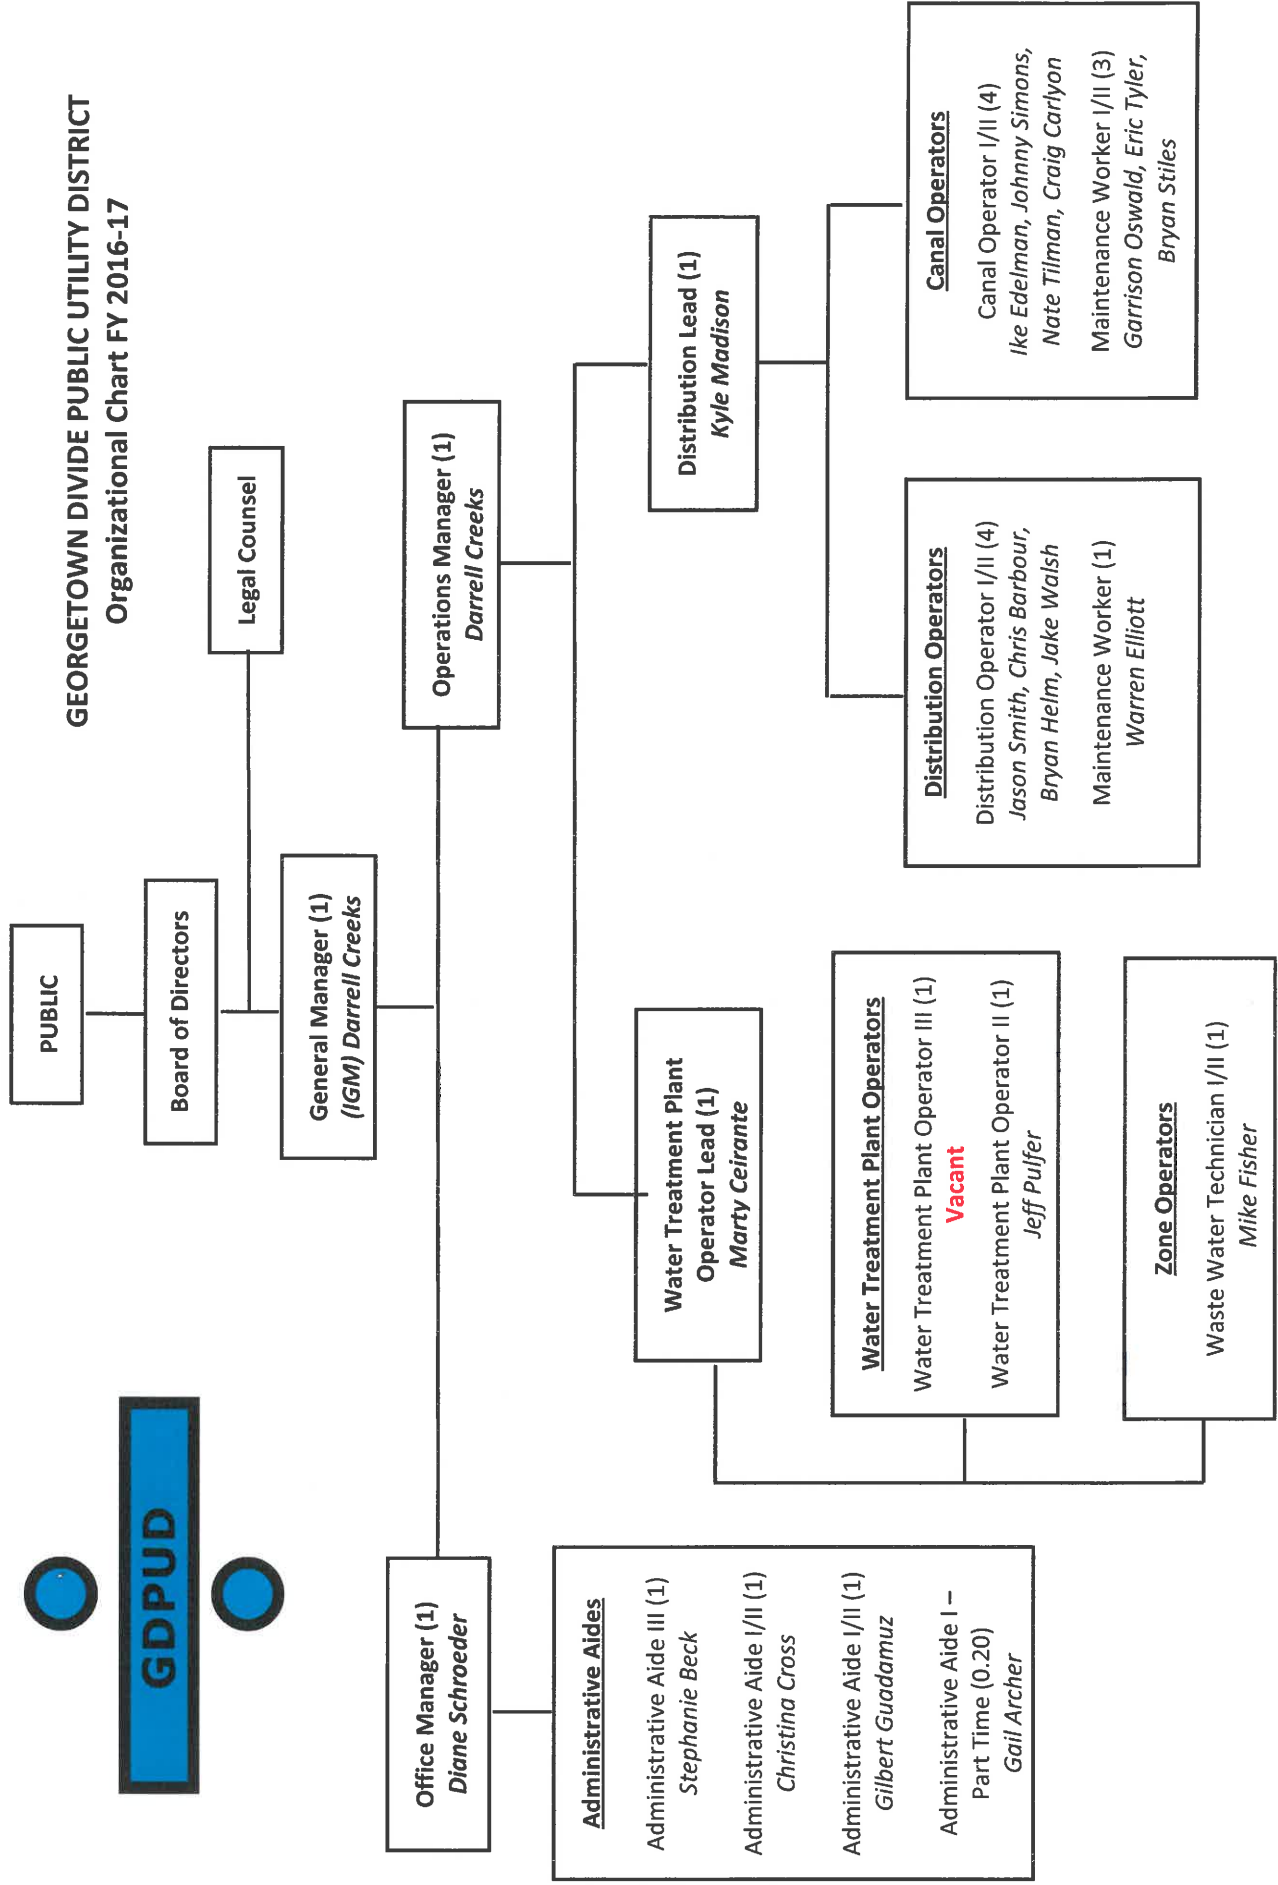 GDPUD
GEORGETOWN DIVIDE PUBLIC UTILITY DISTRICT
Organizational Chart FY 2016-17
PUBLIC
Board of Directors
Legal Counsel
General Manager (1)
(IGM) Darrell Creeks
Office Manager (1)
Diane Schroeder
Operations Manager (1)
Darrell Creeks
Administrative Aides
Administrative Aide III (1)
Stephanie Beck
Administrative Aide I/II (1)
Christina Cross
Administrative Aide I/II (1)
Gilbert Guadamuz
Administrative Aide I –
Part Time (0.20)
Gail Archer
Water Treatment Plant
Operator Lead (1)
Marty Ceirante
Distribution Lead (1)
Kyle Madison
Water Treatment Plant Operators
Water Treatment Plant Operator III (1)
Vacant
Water Treatment Plant Operator II (1)
Jeff Pulfer
Zone Operators
Waste Water Technician I/II (1)
Mike Fisher
Distribution Operators
Distribution Operator I/II (4)
Jason Smith, Chris Barbour,
Bryan Helm, Jake Walsh
Maintenance Worker (1)
Warren Elliott
Canal Operators
Canal Operator I/II (4)
Ike Edelman, Johnny Simons,
Nate Tilman, Craig Carlyon
Maintenance Worker I/II (3)
Garrison Oswald, Eric Tyler,
Bryan Stiles